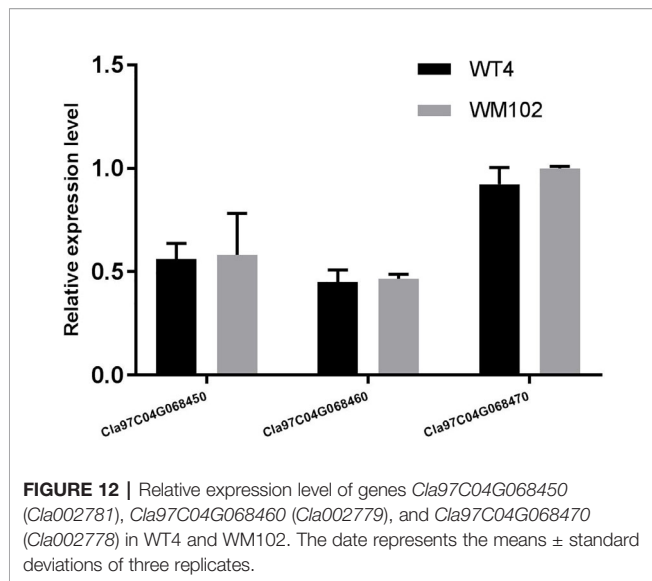 1.5
1.0
0.5
0.0
Relative expression level
WT4
WM102
Cla97C04G068450
Cla97C04G068460
Cla97C04G068470
FIGURE 12 | Relative expression level of genes Cla97C04G068450
(Cla002781), Cla97C04G068460 (Cla002779), and Cla97C04G068470
(Cla002778) in WT4 and WM102. The date represents the means ± standard
deviations of three replicates.